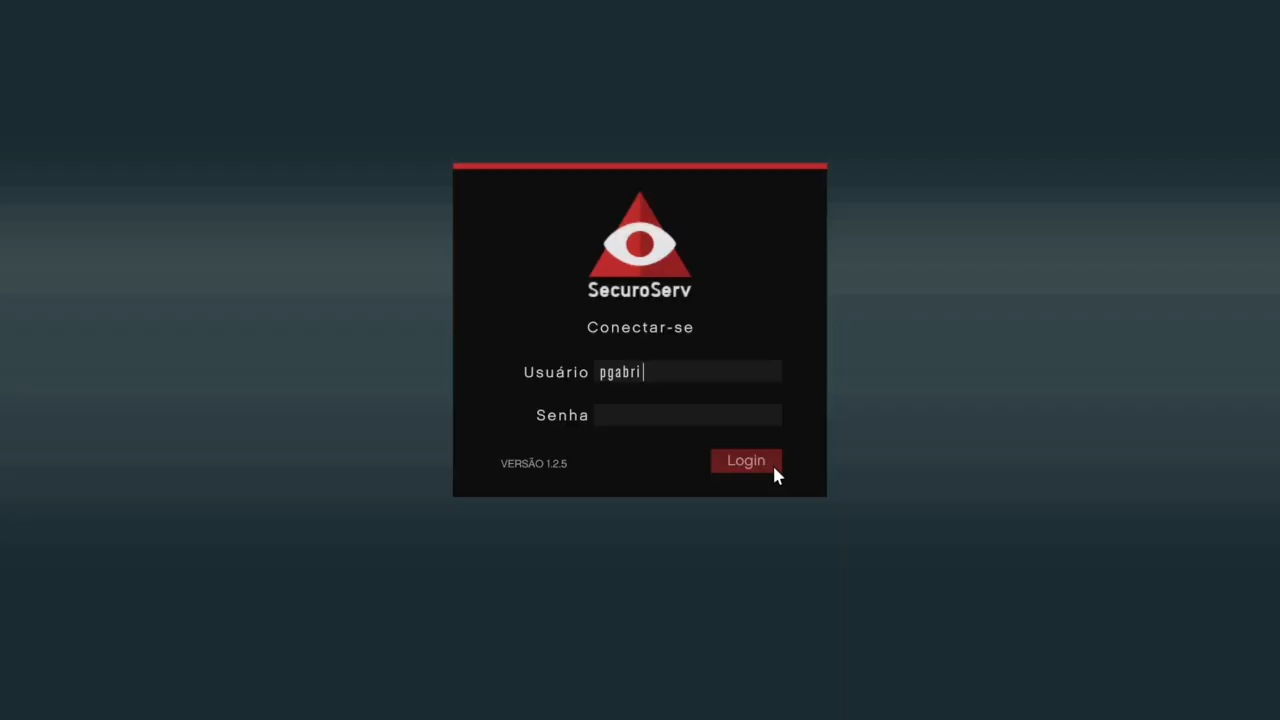 SecuroServ
Conectar-se
Usuário pgabri
Senha
VERSÃO 1.2.5 Login